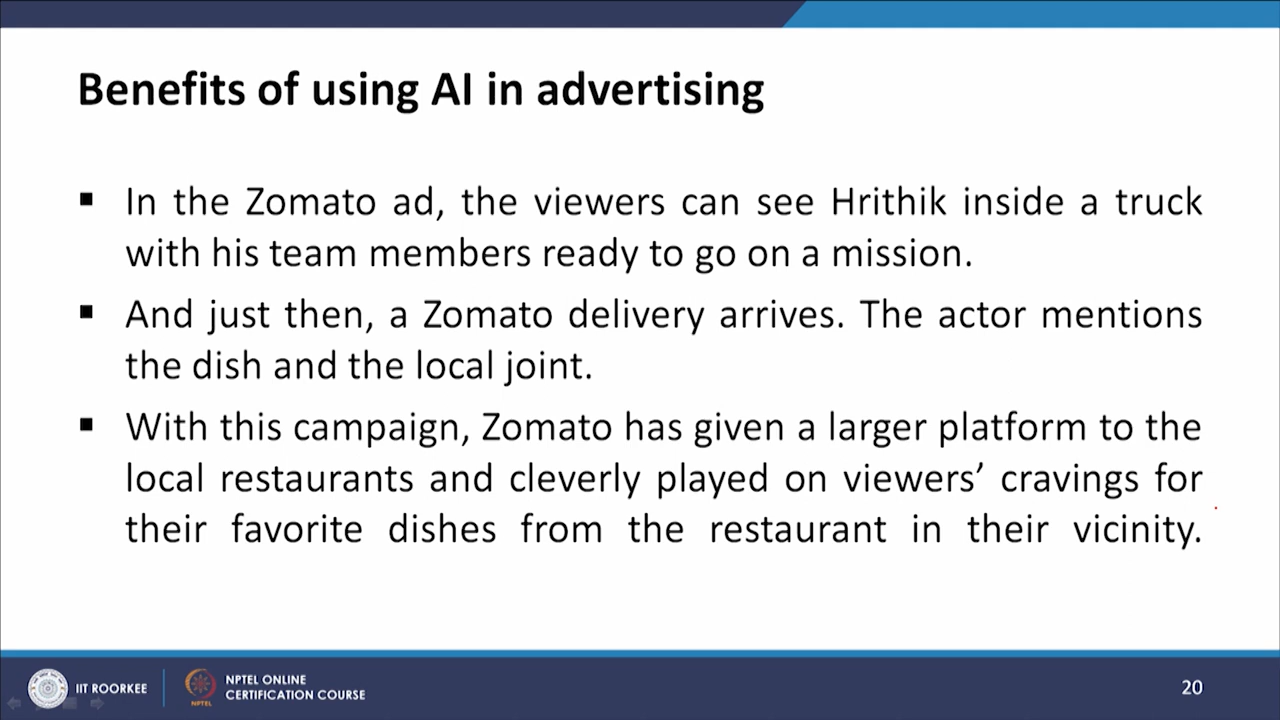 Benefits of using AI in advertising
▪ In the Zomato ad, the viewers can see Hrithik inside a truck
with his team members ready to go on a mission.
▪ And just then, a Zomato delivery arrives. The actor mentions
the dish and the local joint.
▪ With this campaign, Zomato has given a larger platform to the
local restaurants and cleverly played on viewers’ cravings for
their favorite dishes from the restaurant in their vicinity.
IIT ROORKEE
NPTEL
NPTEL ONLINE
CERTIFICATION COURSE
20